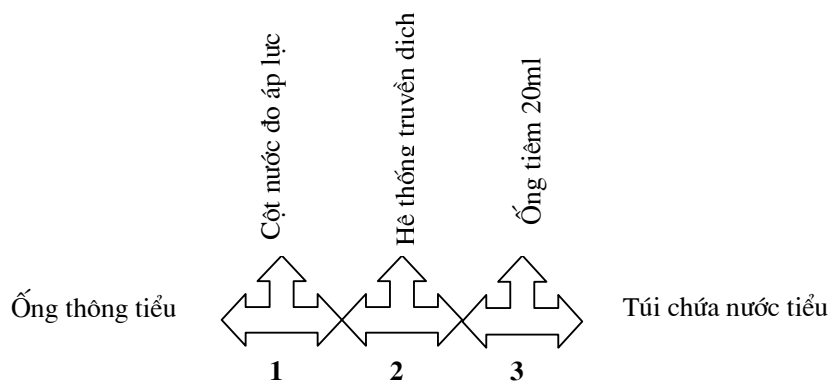 Cột nước đo áp lực
Hệ thống truyền dịch
Ống tiêm 20ml
Ống thông tiểu
Túi chứa nước tiểu
1
2
3